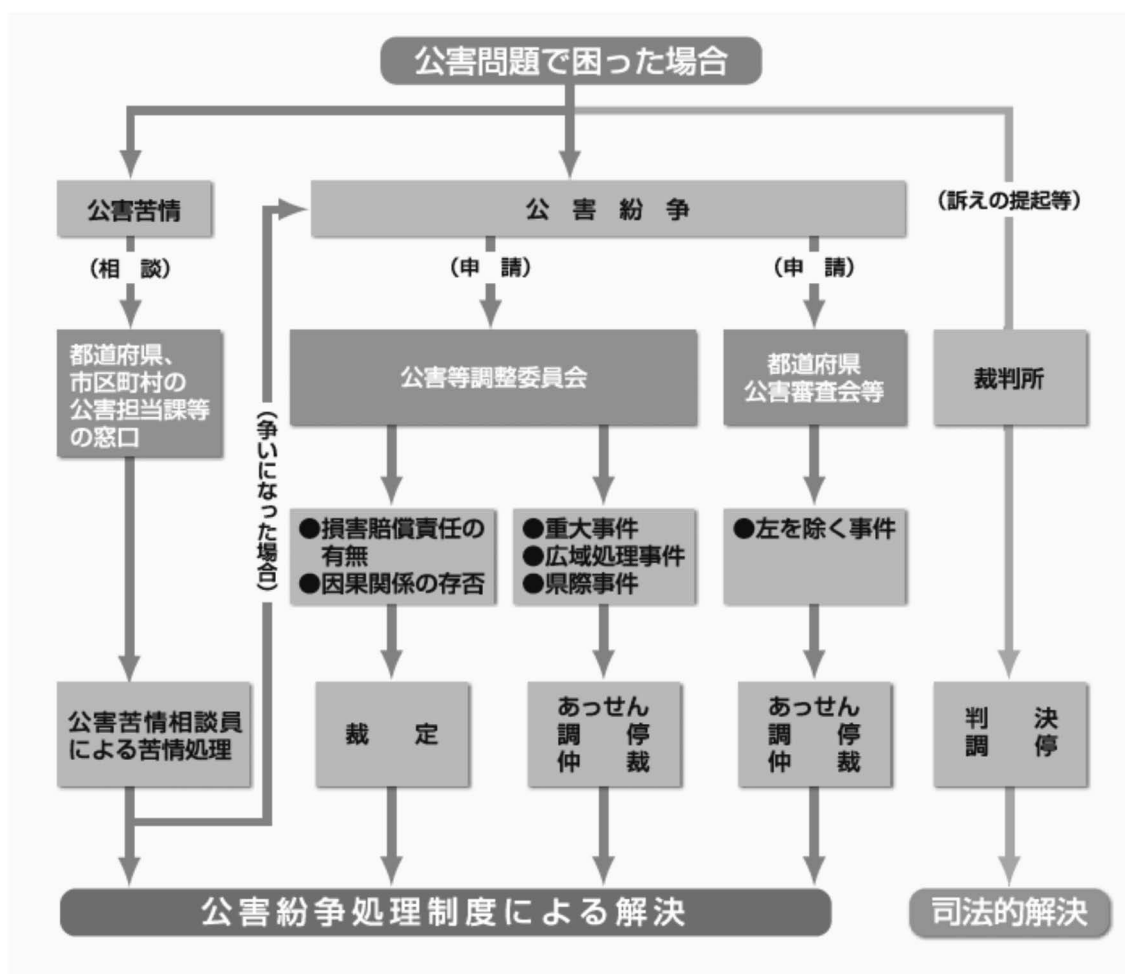 公害問題で困った場合
公害苦情
公害紛争
（訴えの提起等）
（相談）
（申請）
（申請）
都道府県、
市区町村の
公害担当課等
の窓口
（争いになった場合）
公害等調整委員会
都道府県
公害審査会等
裁判所
●損害賠償責任の
有無
●因果関係の存否
●重大事件
●広域処理事件
●県際事件
●左を除く事件
公害苦情相談員
による苦情処理
裁定
あっせん
調停
仲裁
あっせん
調停
仲裁
判決
調停
公害紛争処理制度による解決
司法的解決